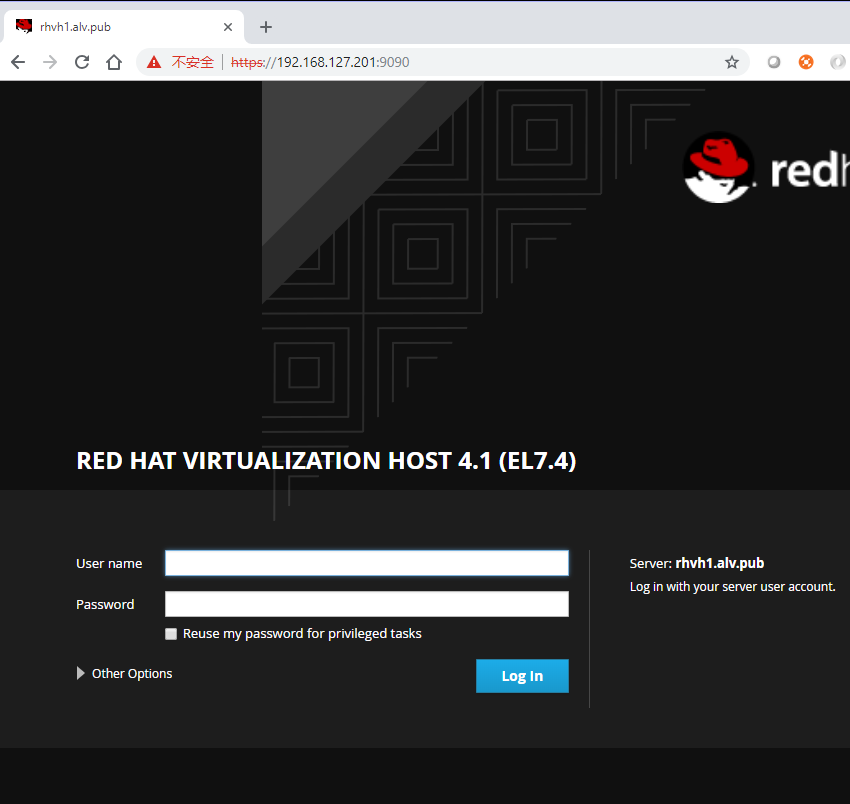 rhvh1.alv.pub
不安全 https://192.168.127.201:9090
redh
RED HAT VIRTUALIZATION HOST 4.1 (EL7.4)
User name
Password
Reuse my password for privileged tasks
Other Options
Log In
Server: rhvh1.alv.pub
Log in with your server user account.